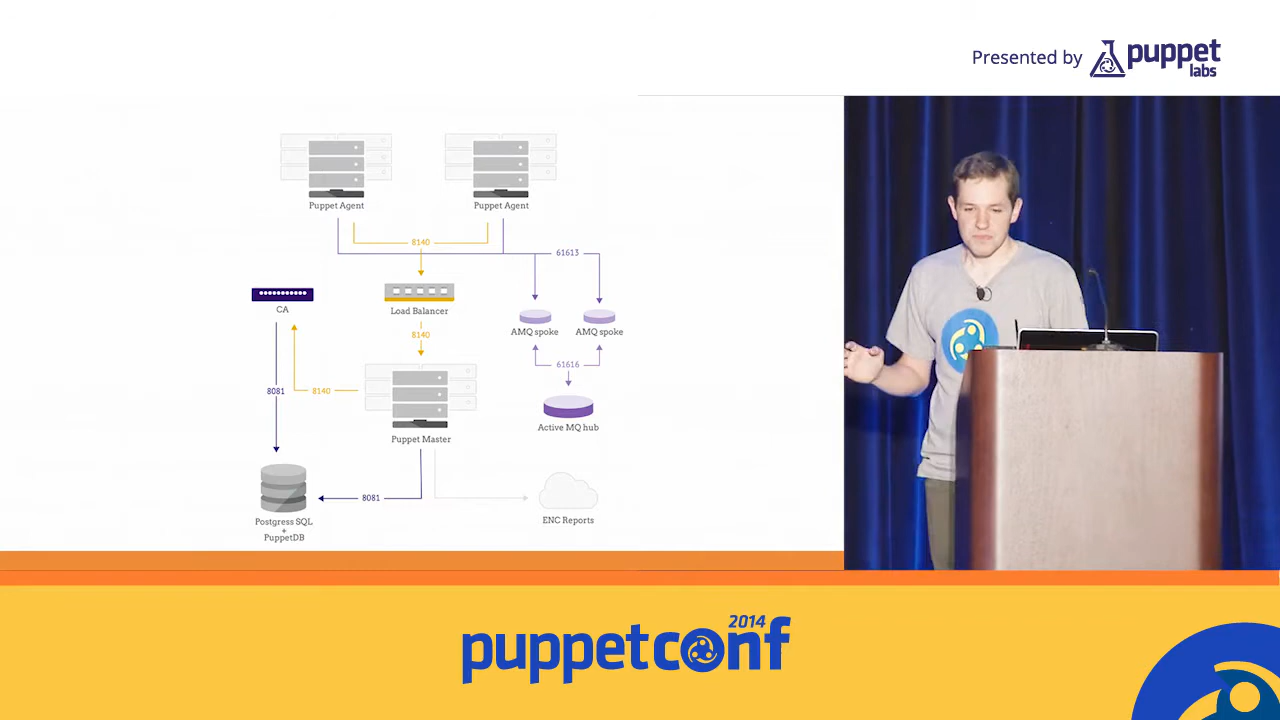 Presented by puppet labs
Puppet Agent
Puppet Agent
8140
61613
CA
Load Balancer
AMQ spoke
AMQ spoke
8140
61616
8081
8140
Active MQ hub
Puppet Master
8081
ENC Reports
Postgress SQL
+
PuppetDB
2014
puppetconf